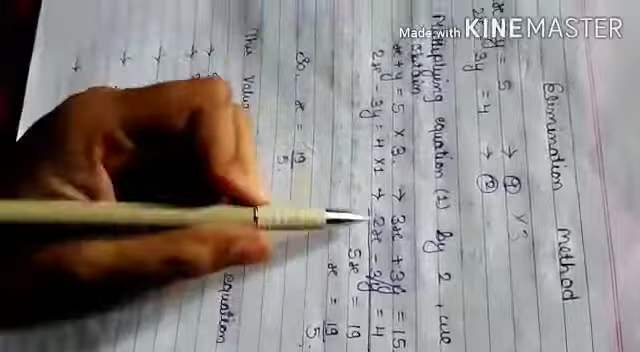 Made with KINEMASTER
Elimination Method
x + y = 5 → ① × 3
2x - 3y = 4 → ②
Multiplying equation (1) by 2, we
obtain
x + y = 5 × 3. → 3x + 3y = 15
2x - 3y = 4 × 1 → 2x - 3y = 4
5x = 19
So, x = 19/5. x = 19/5.
This Value equation